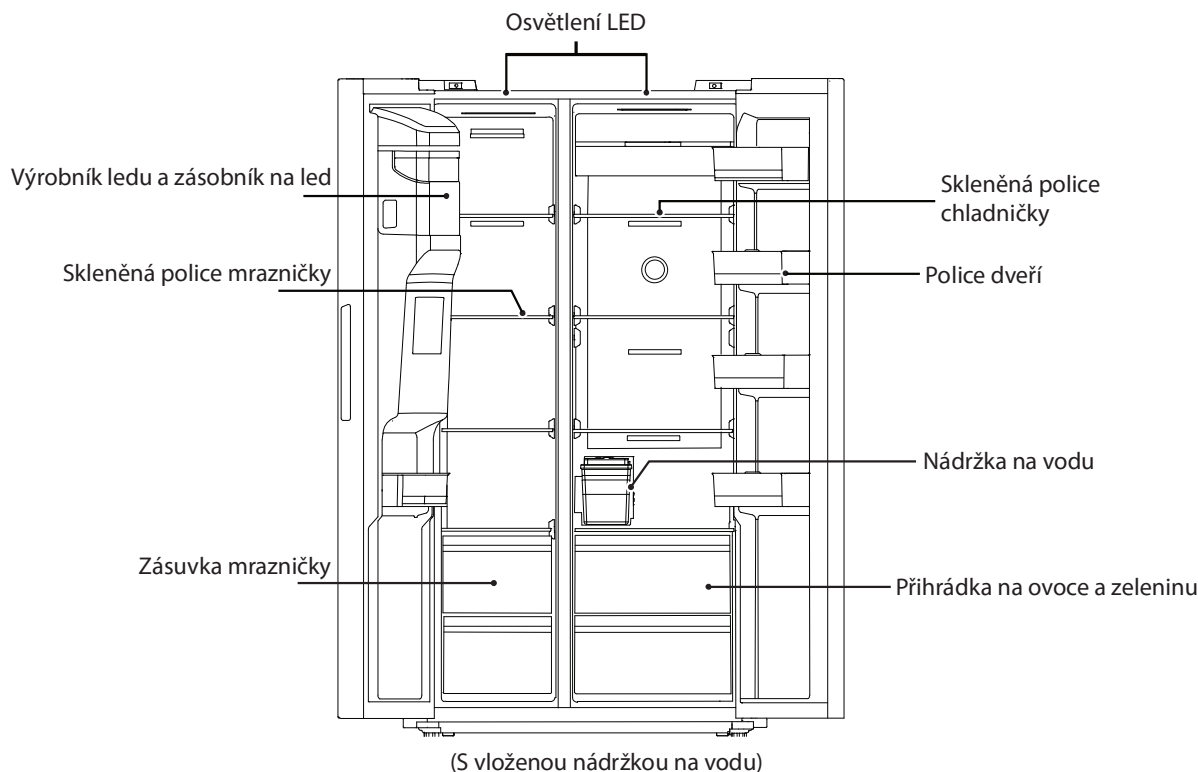 Osvětlení LED
Výrobník ledu a zásobník na led
Skleněná police
chladničky
Skleněná police mrazničky
Police dveří
Nádržka na vodu
Zásuvka mrazničky
Přihrádka na ovoce a zeleninu
(S vloženou nádržkou na vodu)